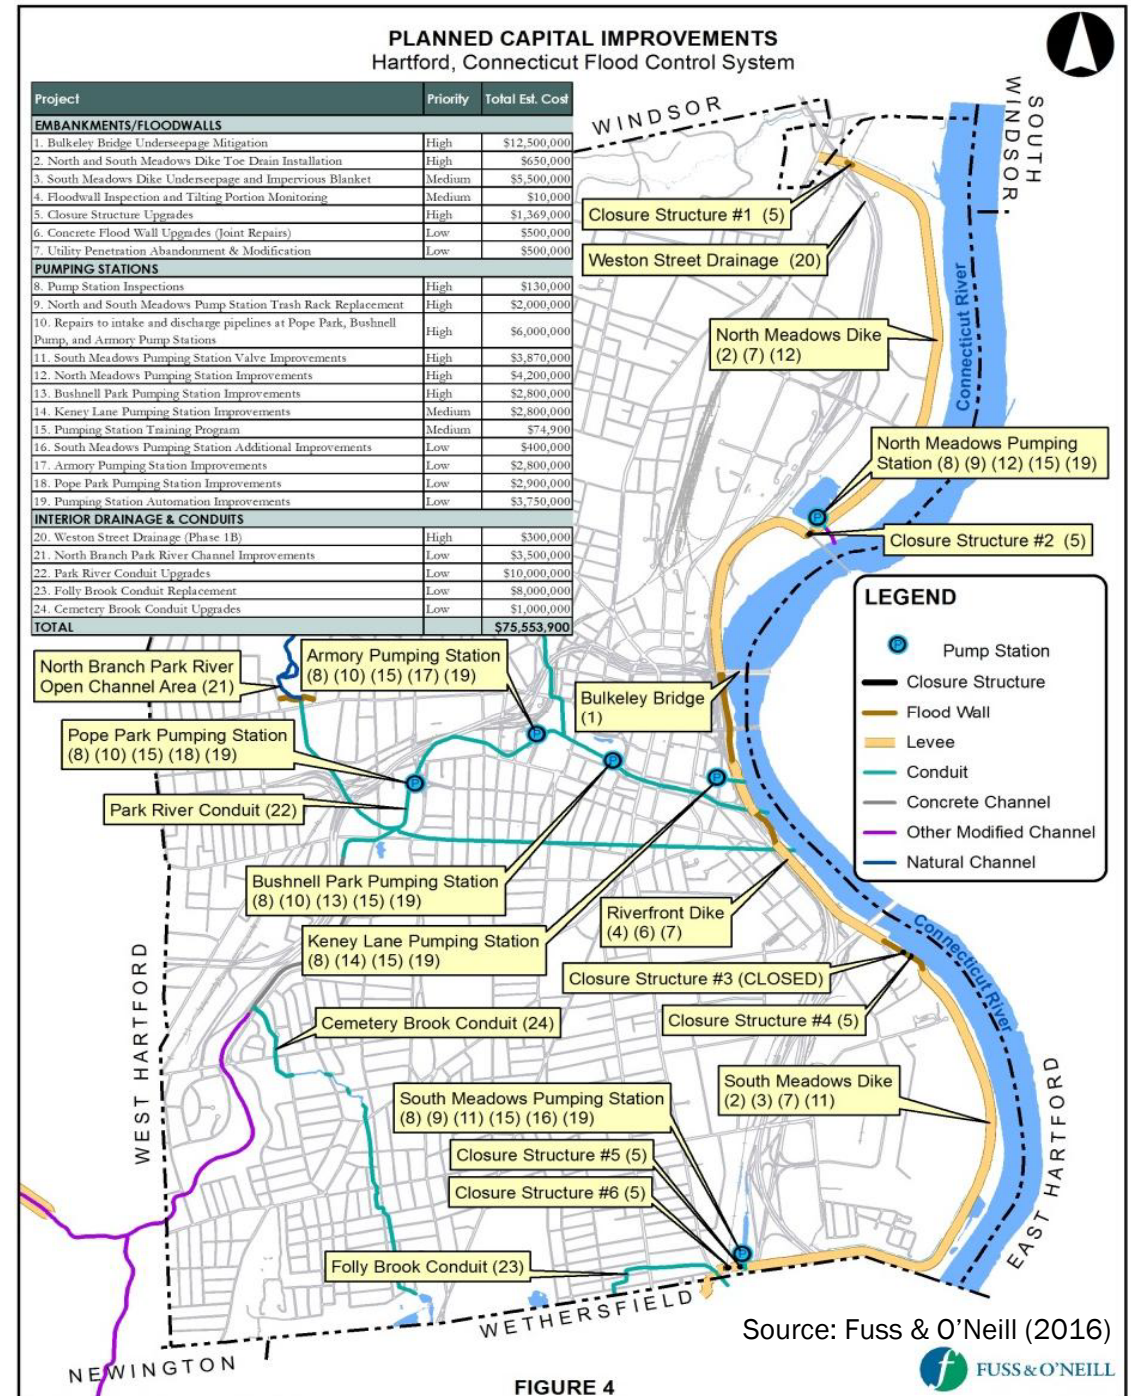 PLANNED CAPITAL IMPROVEMENTS
Hartford, Connecticut Flood Control System
Project Priority Total Est. Cost
EMBANKMENTS/FLOODWALLS
1. Bulkeley Bridge Underseepage Mitigation High $12,500,000
2. North and South Meadows Dike Toe Drain Installation High $650,000
3. South Meadows Dike Underseepage and Impervious Blanket Medium $5,500,000
4. Floodwall Inspection and Tilting Portion Monitoring Medium $10,000
5. Closure Structure Upgrades High $1,369,000
6. Concrete Flood Wall Upgrades (Joint Repairs) Low $500,000
7. Utility Penetration Abandonment & Modification Low $500,000
PUMPING STATIONS
8. Pump Station Inspections High $130,000
9. North and South Meadows Pump Station Trash Rack Replacement High $2,000,000
10. Repairs to intake and discharge pipelines at Pope Park, Bushnell
Pump, and Armory Pump Stations High $6,000,000
11. South Meadows Pumping Station Valve Improvements High $3,870,000
12. North Meadows Pumping Station Improvements High $4,200,000
13. Bushnell Park Pumping Station Improvements High $2,800,000
14. Keney Lane Pumping Station Improvements Medium $2,800,000
15. Pumping Station Training Program Medium $74,900
16. South Meadows Pumping Station Additional Improvements Low $400,000
17. Armory Pumping Station Improvements Low $2,800,000
18. Pope Park Pumping Station Improvements Low $2,900,000
19. Pumping Station Automation Improvements Low $3,750,000
INTERIOR DRAINAGE & CONDUITS
20. Weston Street Drainage (Phase 1B) High $300,000
21. North Branch Park River Channel Improvements Low $3,500,000
22. Park River Conduit Upgrades Low $10,000,000
23. Folly Brook Conduit Replacement Low $8,000,000
24. Cemetery Brook Conduit Upgrades Low $1,000,000
TOTAL $75,553,900
WINDSOR
SOUTH
WINDSOR
Closure Structure #1 (5)
Weston Street Drainage (20)
Connecticut River
North Meadows Dike
(2) (7) (12)
North Meadows Pumping
Station (8) (9) (12) (15) (19)
P
Closure Structure #2 (5)
LEGEND
P Pump Station
Closure Structure
Flood Wall
Levee
Conduit
Concrete Channel
Other Modified Channel
Natural Channel
North Branch Park River
Open Channel Area (21)
Armory Pumping Station
(8) (10) (15) (17) (19)
Bulkeley Bridge
(1)
Pope Park Pumping Station
(8) (10) (15) (18) (19)
P
P
P
P
Park River Conduit (22)
Bushnell Park Pumping Station
(8) (10) (13) (15) (19)
Riverfront Dike
(4) (6) (7)
Keney Lane Pumping Station
(8) (14) (15) (19)
Connecticut River
Closure Structure #3 (CLOSED)
Closure Structure #4 (5)
WEST HARTFORD
Cemetery Brook Conduit (24)
South Meadows Dike
(2) (3) (7) (11)
South Meadows Pumping Station
(8) (9) (11) (15) (16) (19)
Closure Structure #5 (5)
Closure Structure #6 (5)
EAST HARTFORD
P
Folly Brook Conduit (23)
WETHERSFIELD
NEWINGTON
Source: Fuss & O’Neill (2016)
f FUSS & O'NEILL
FIGURE 4